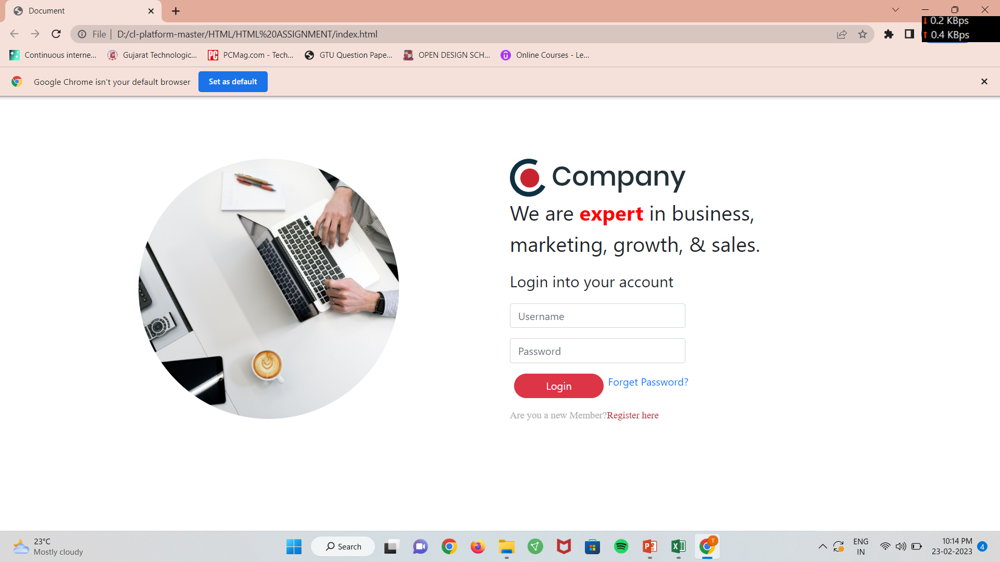 Document
0.2 KBps
0.4 KBps
File
D:/cl-platform-master/HTML/HTML%20ASSIGNMENT/index.html
Continuous interne...
Gujarat Technologic...
PC
PCMag.com - Tech...
GTU Question Pape...
OPEN DESIGN SCH...
Online Courses - Le...
Google Chrome isn't your default browser
Set as default
Company
We are expert in business,
marketing, growth, & sales.
Login into your account
Username
Password
Login
Forget Password?
Are you a new Member?Register here
23°C
Mostly cloudy
Search
T
ENG
IN
10:14 PM
23-02-2023
4